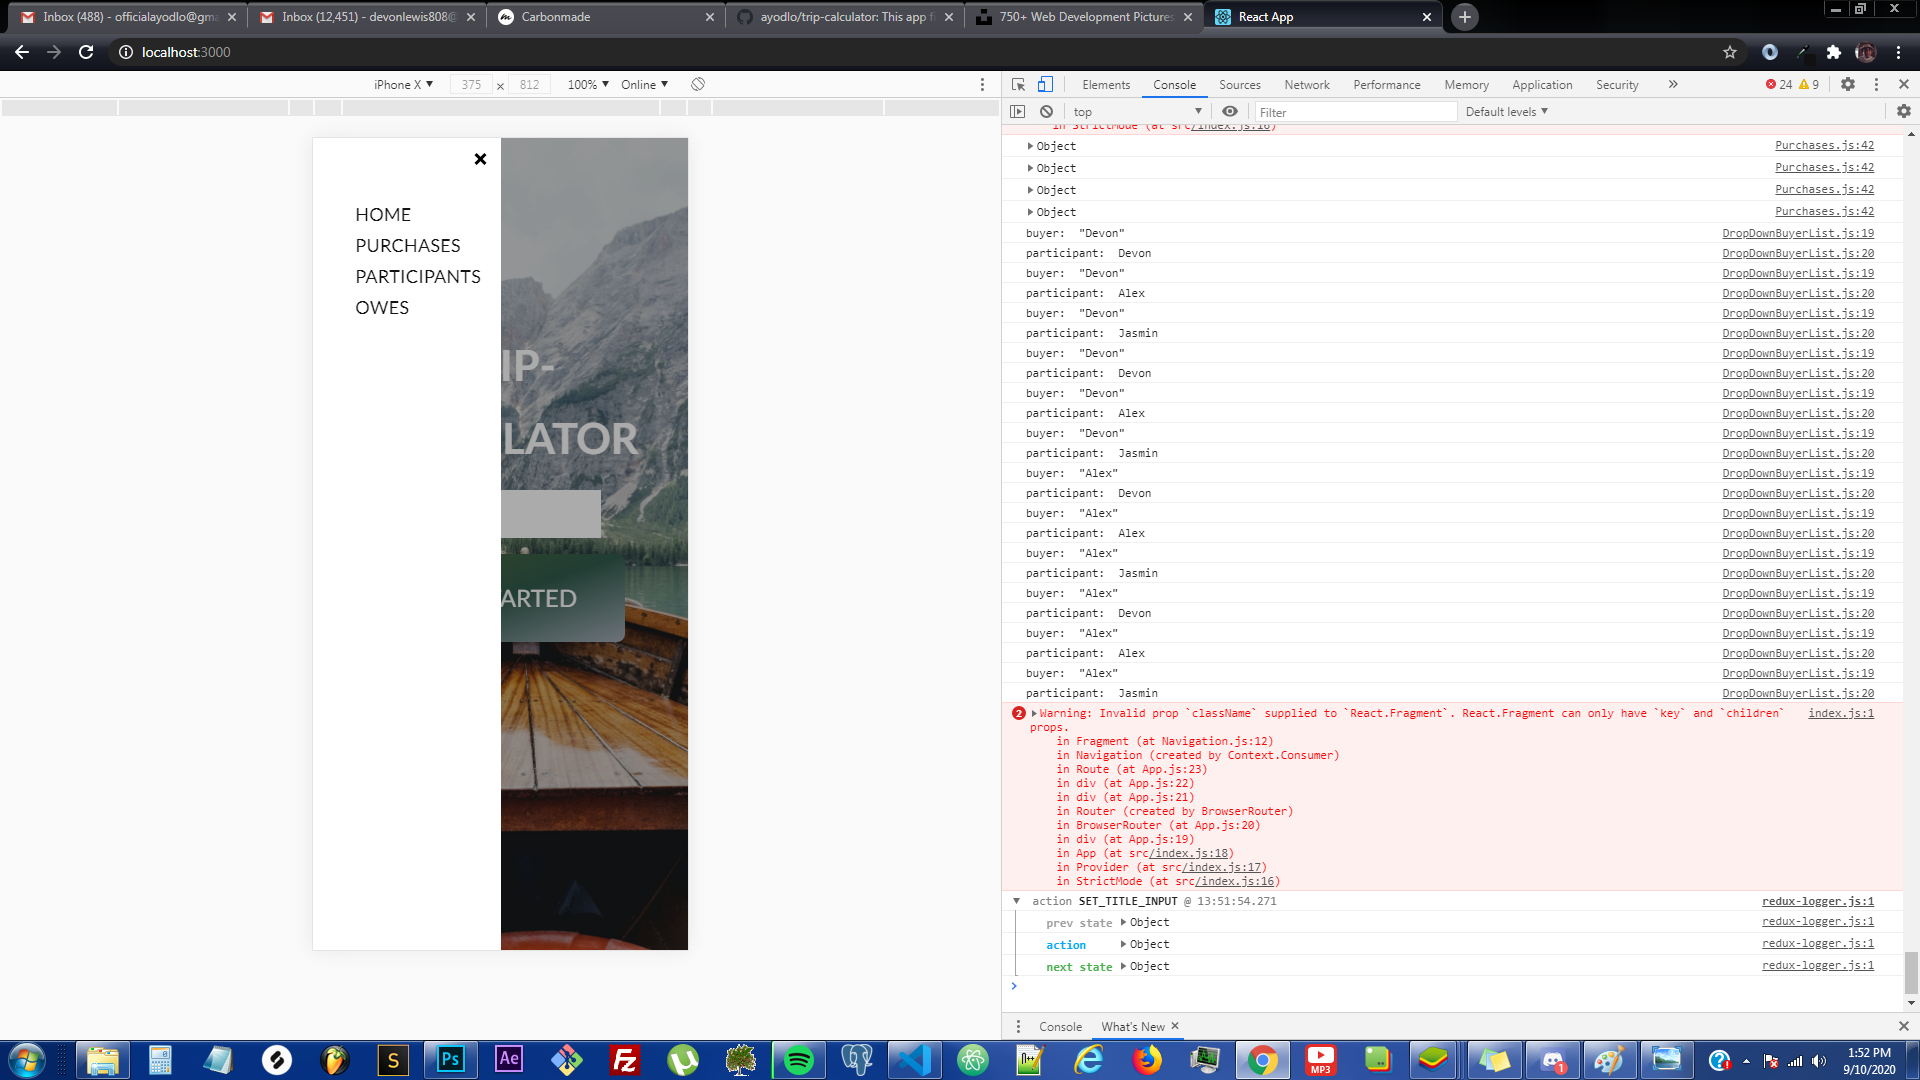 Inbox (488) - officialayodlo@gma
Inbox (12,451) - devonlewis808@
Carbonmade
ayodlo/trip-calculator: This app fi
750+ Web Development Pictures
React App
localhost:3000
iPhone X
375 x 812
100%
Online
Elements Console Sources Network Performance Memory Application Security 24 9
top Filter Default levels
in StrictMode (at src/index.js:16)
Object Purchases.js:42
Object Purchases.js:42
Object Purchases.js:42
Object Purchases.js:42
buyer: "Devon" DropDownBuyerList.js:19
participant: Devon DropDownBuyerList.js:20
buyer: "Devon" DropDownBuyerList.js:19
participant: Alex DropDownBuyerList.js:20
buyer: "Devon" DropDownBuyerList.js:19
participant: Jasmin DropDownBuyerList.js:20
buyer: "Devon" DropDownBuyerList.js:19
participant: Devon DropDownBuyerList.js:20
buyer: "Devon" DropDownBuyerList.js:19
participant: Alex DropDownBuyerList.js:20
buyer: "Devon" DropDownBuyerList.js:19
participant: Jasmin DropDownBuyerList.js:20
buyer: "Alex" DropDownBuyerList.js:19
participant: Devon DropDownBuyerList.js:20
buyer: "Alex" DropDownBuyerList.js:19
participant: Alex DropDownBuyerList.js:20
buyer: "Alex" DropDownBuyerList.js:19
participant: Jasmin DropDownBuyerList.js:20
buyer: "Alex" DropDownBuyerList.js:19
participant: Devon DropDownBuyerList.js:20
buyer: "Alex" DropDownBuyerList.js:19
participant: Alex DropDownBuyerList.js:20
buyer: "Alex" DropDownBuyerList.js:19
participant: Jasmin DropDownBuyerList.js:20
2 Warning: Invalid prop `className` supplied to `React.Fragment`. React.Fragment can only have `key` and `children` index.js:1
props.
in Fragment (at Navigation.js:12)
in Navigation (created by Context.Consumer)
in Route (at App.js:23)
in div (at App.js:22)
in div (at App.js:21)
in Router (created by BrowserRouter)
in BrowserRouter (at App.js:20)
in div (at App.js:19)
in App (at src/index.js:18)
in Provider (at src/index.js:17)
in StrictMode (at src/index.js:16)
action SET_TITLE_INPUT @ 13:51:54.271 redux-logger.js:1
prev state Object redux-logger.js:1
action Object redux-logger.js:1
next state Object redux-logger.js:1
Console What's New
HOME
PURCHASES
PARTICIPANTS
OWES
IP-
LATOR
ARTED
S
Ps
Ae
Fz
MP3
1
1:52 PM
9/10/2020